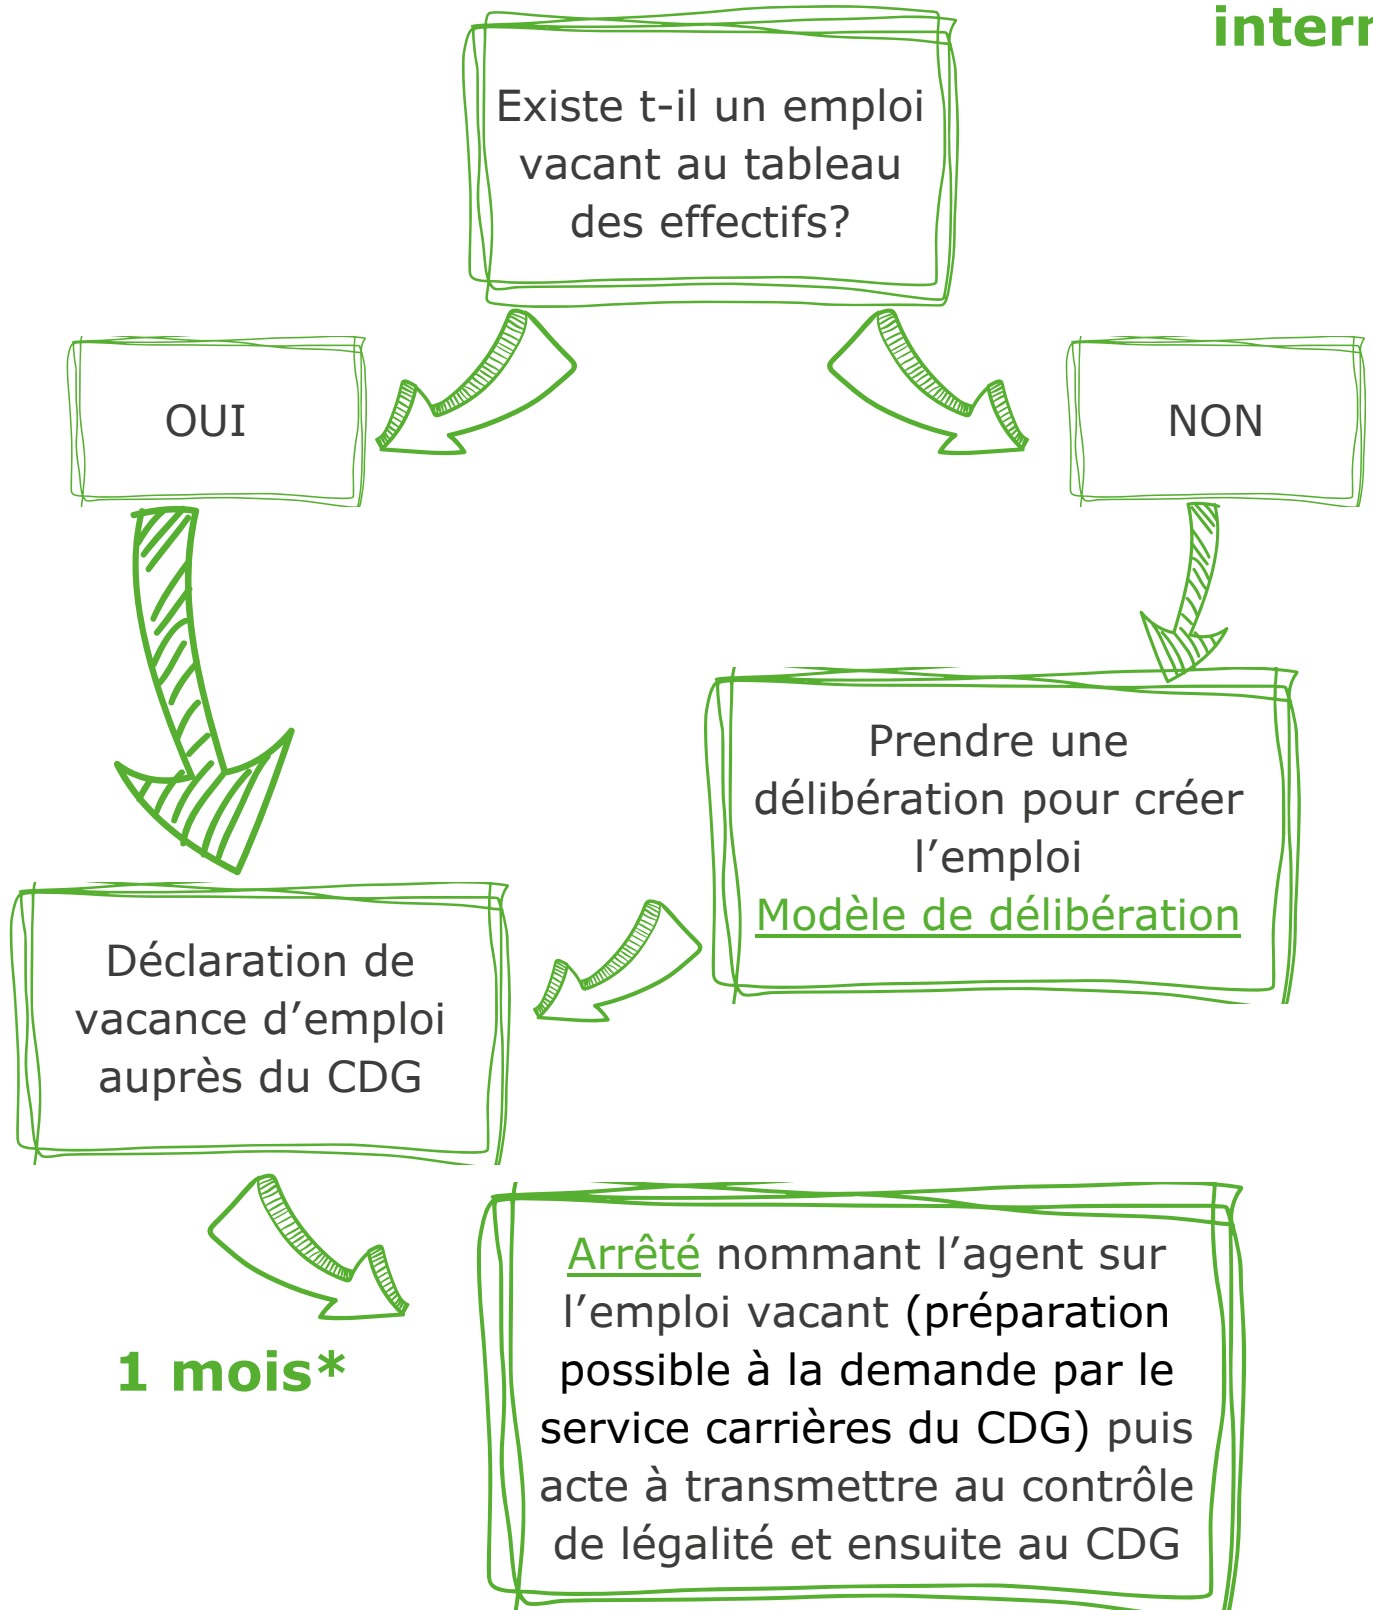 Existe t-il un emploi
vacant au tableau
des effectifs?
OUI
NON
Prendre une
délibération pour créer
l’emploi
Modèle de délibération
Déclaration de
vacance d’emploi
auprès du CDG
1 mois*
Arrêté nommant l’agent sur
l’emploi vacant (préparation
possible à la demande par le
service carrières du CDG) puis
acte à transmettre au contrôle
de légalité et ensuite au CDG